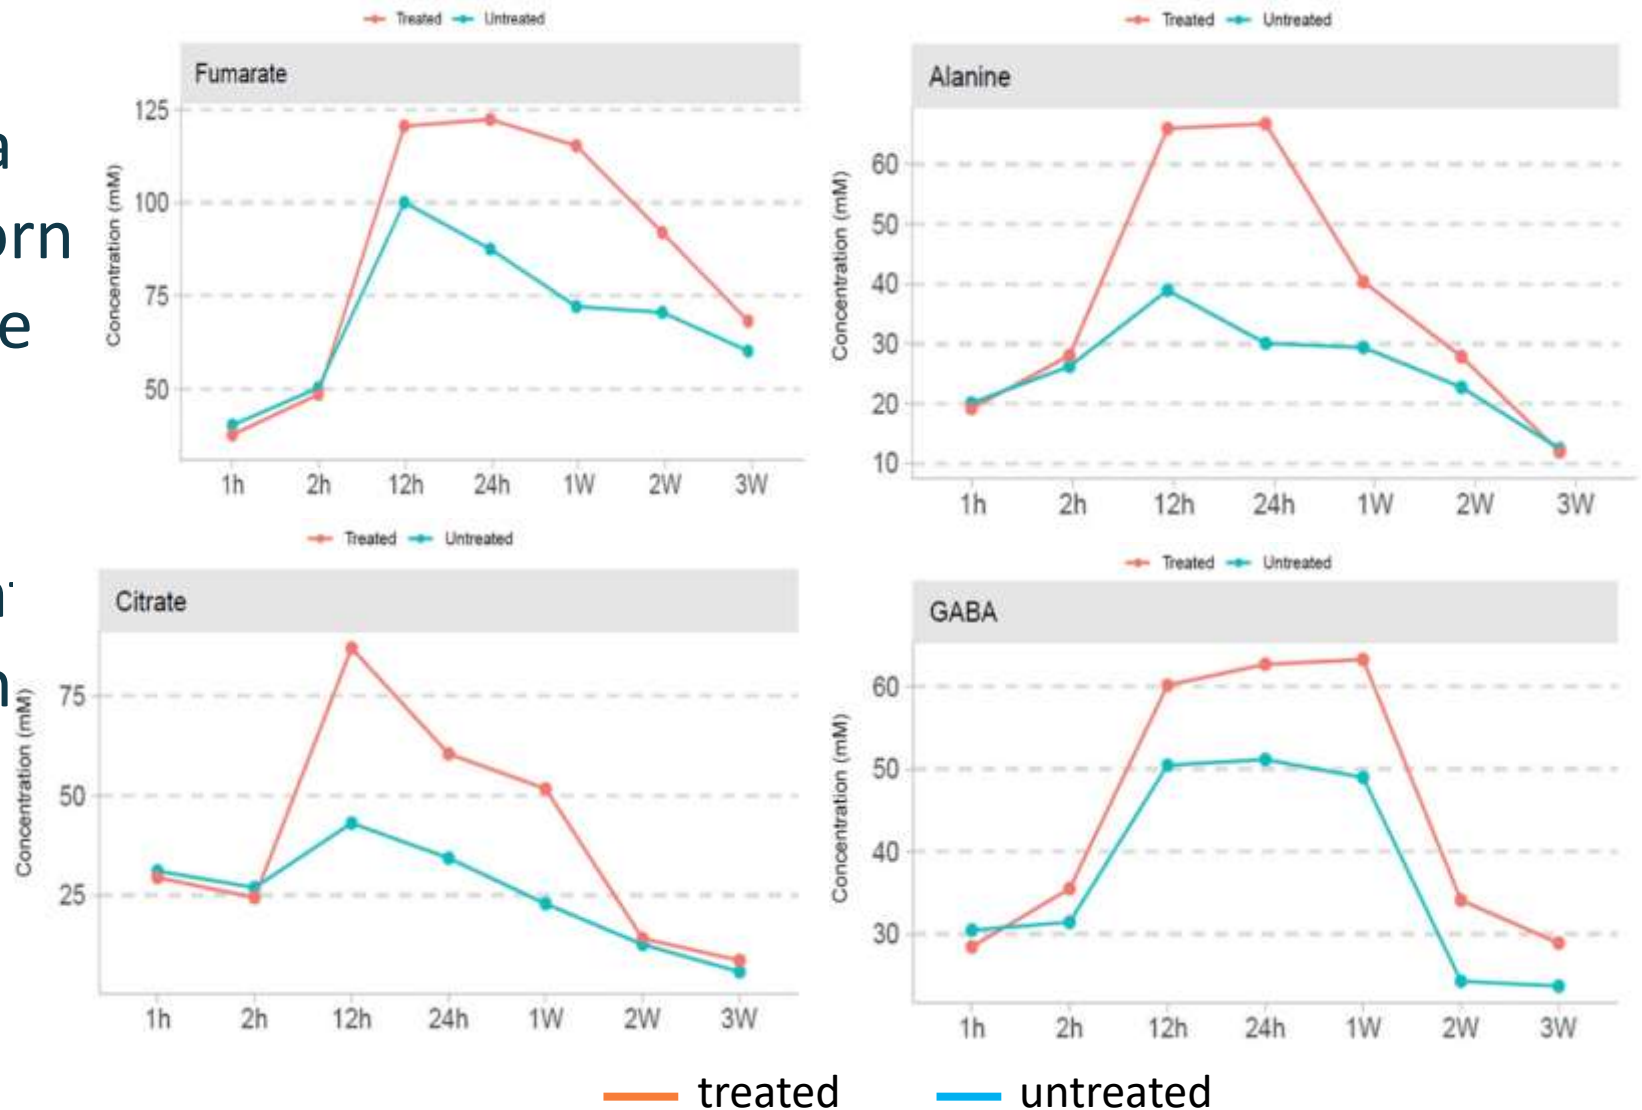 Treated Untreated
Fumarate
Concentration (mM)
125
100
75
50
1h 2h 12h 24h 1W 2W 3W
Treated Untreated
Alanine
Concentration (mM)
60
50
40
30
20
10
1h 2h 12h 24h 1W 2W 3W
a
orn
e
Treated Untreated
Citrate
Concentration (mM)
75
50
25
1h 2h 12h 24h 1W 2W 3W
Treated Untreated
GABA
Concentration (mM)
60
50
40
30
1h 2h 12h 24h 1W 2W 3W
treated untreated